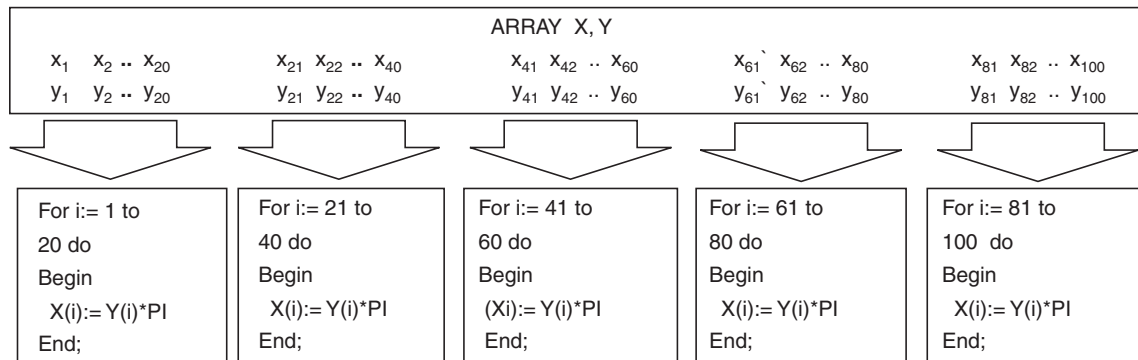 ARRAY X, Y
x1 x2 .. x20 x21 x22 .. x40 x41 x42 .. x60 x61` x62 .. x80 x81 x82 .. x100
y1 y2 .. y20 y21 y22 .. y40 y41 y42 .. y60 y61` y62 .. y80 y81 y82 .. y100
For i:= 1 to
20 do
Begin
X(i):= Y(i)*PI
End;
For i:= 21 to
40 do
Begin
X(i):= Y(i)*PI
End;
For i:= 41 to
60 do
Begin
(Xi):= Y(i)*PI
End;
For i:= 61 to
80 do
Begin
X(i):= Y(i)*PI
End;
For i:= 81 to
100 do
Begin
X(i):= Y(i)*PI
End;